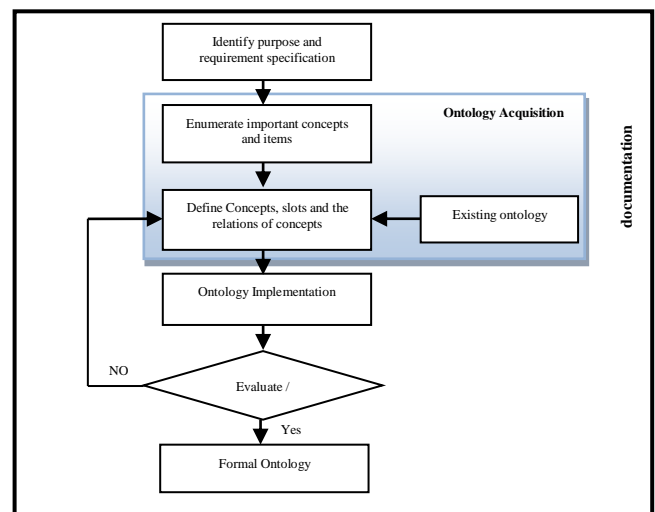 Identify purpose and
requirement specification
Ontology Acquisition
Enumerate important concepts
and items
Define Concepts, slots and the
relations of concepts
Existing ontology
documentation
Ontology Implementation
NO
Evaluate /
Yes
Formal Ontology